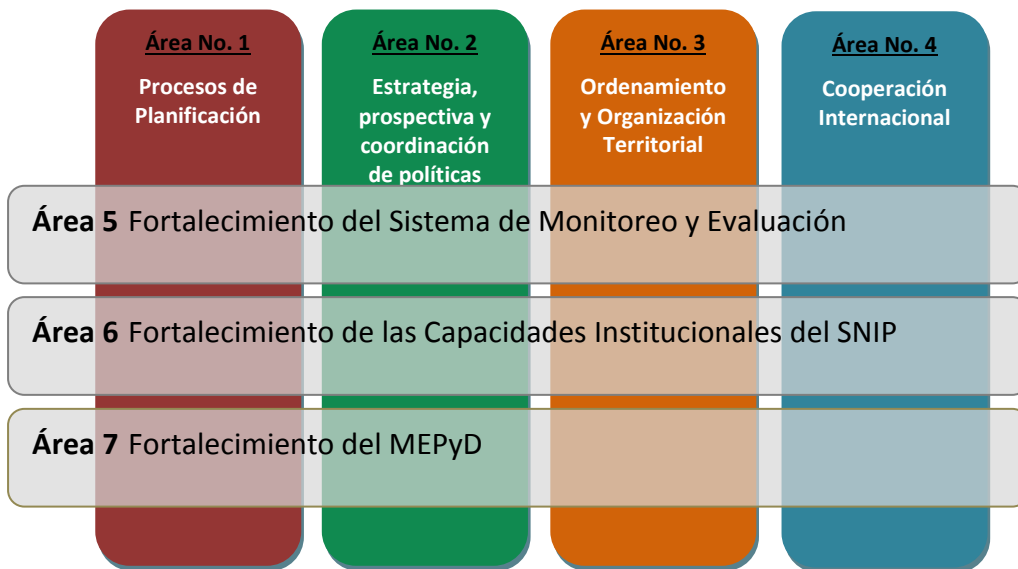 Área No. 1
Procesos de
Planificación
Área No. 2
Estrategia,
prospectiva y
coordinación
de políticas
Área No. 3
Ordenamiento
y Organización
Territorial
Área No. 4
Cooperación
Internacional
Área 5 Fortalecimiento del Sistema de Monitoreo y Evaluación
Área 6 Fortalecimiento de las Capacidades Institucionales del SNIP
Área 7 Fortalecimiento del MEPyD